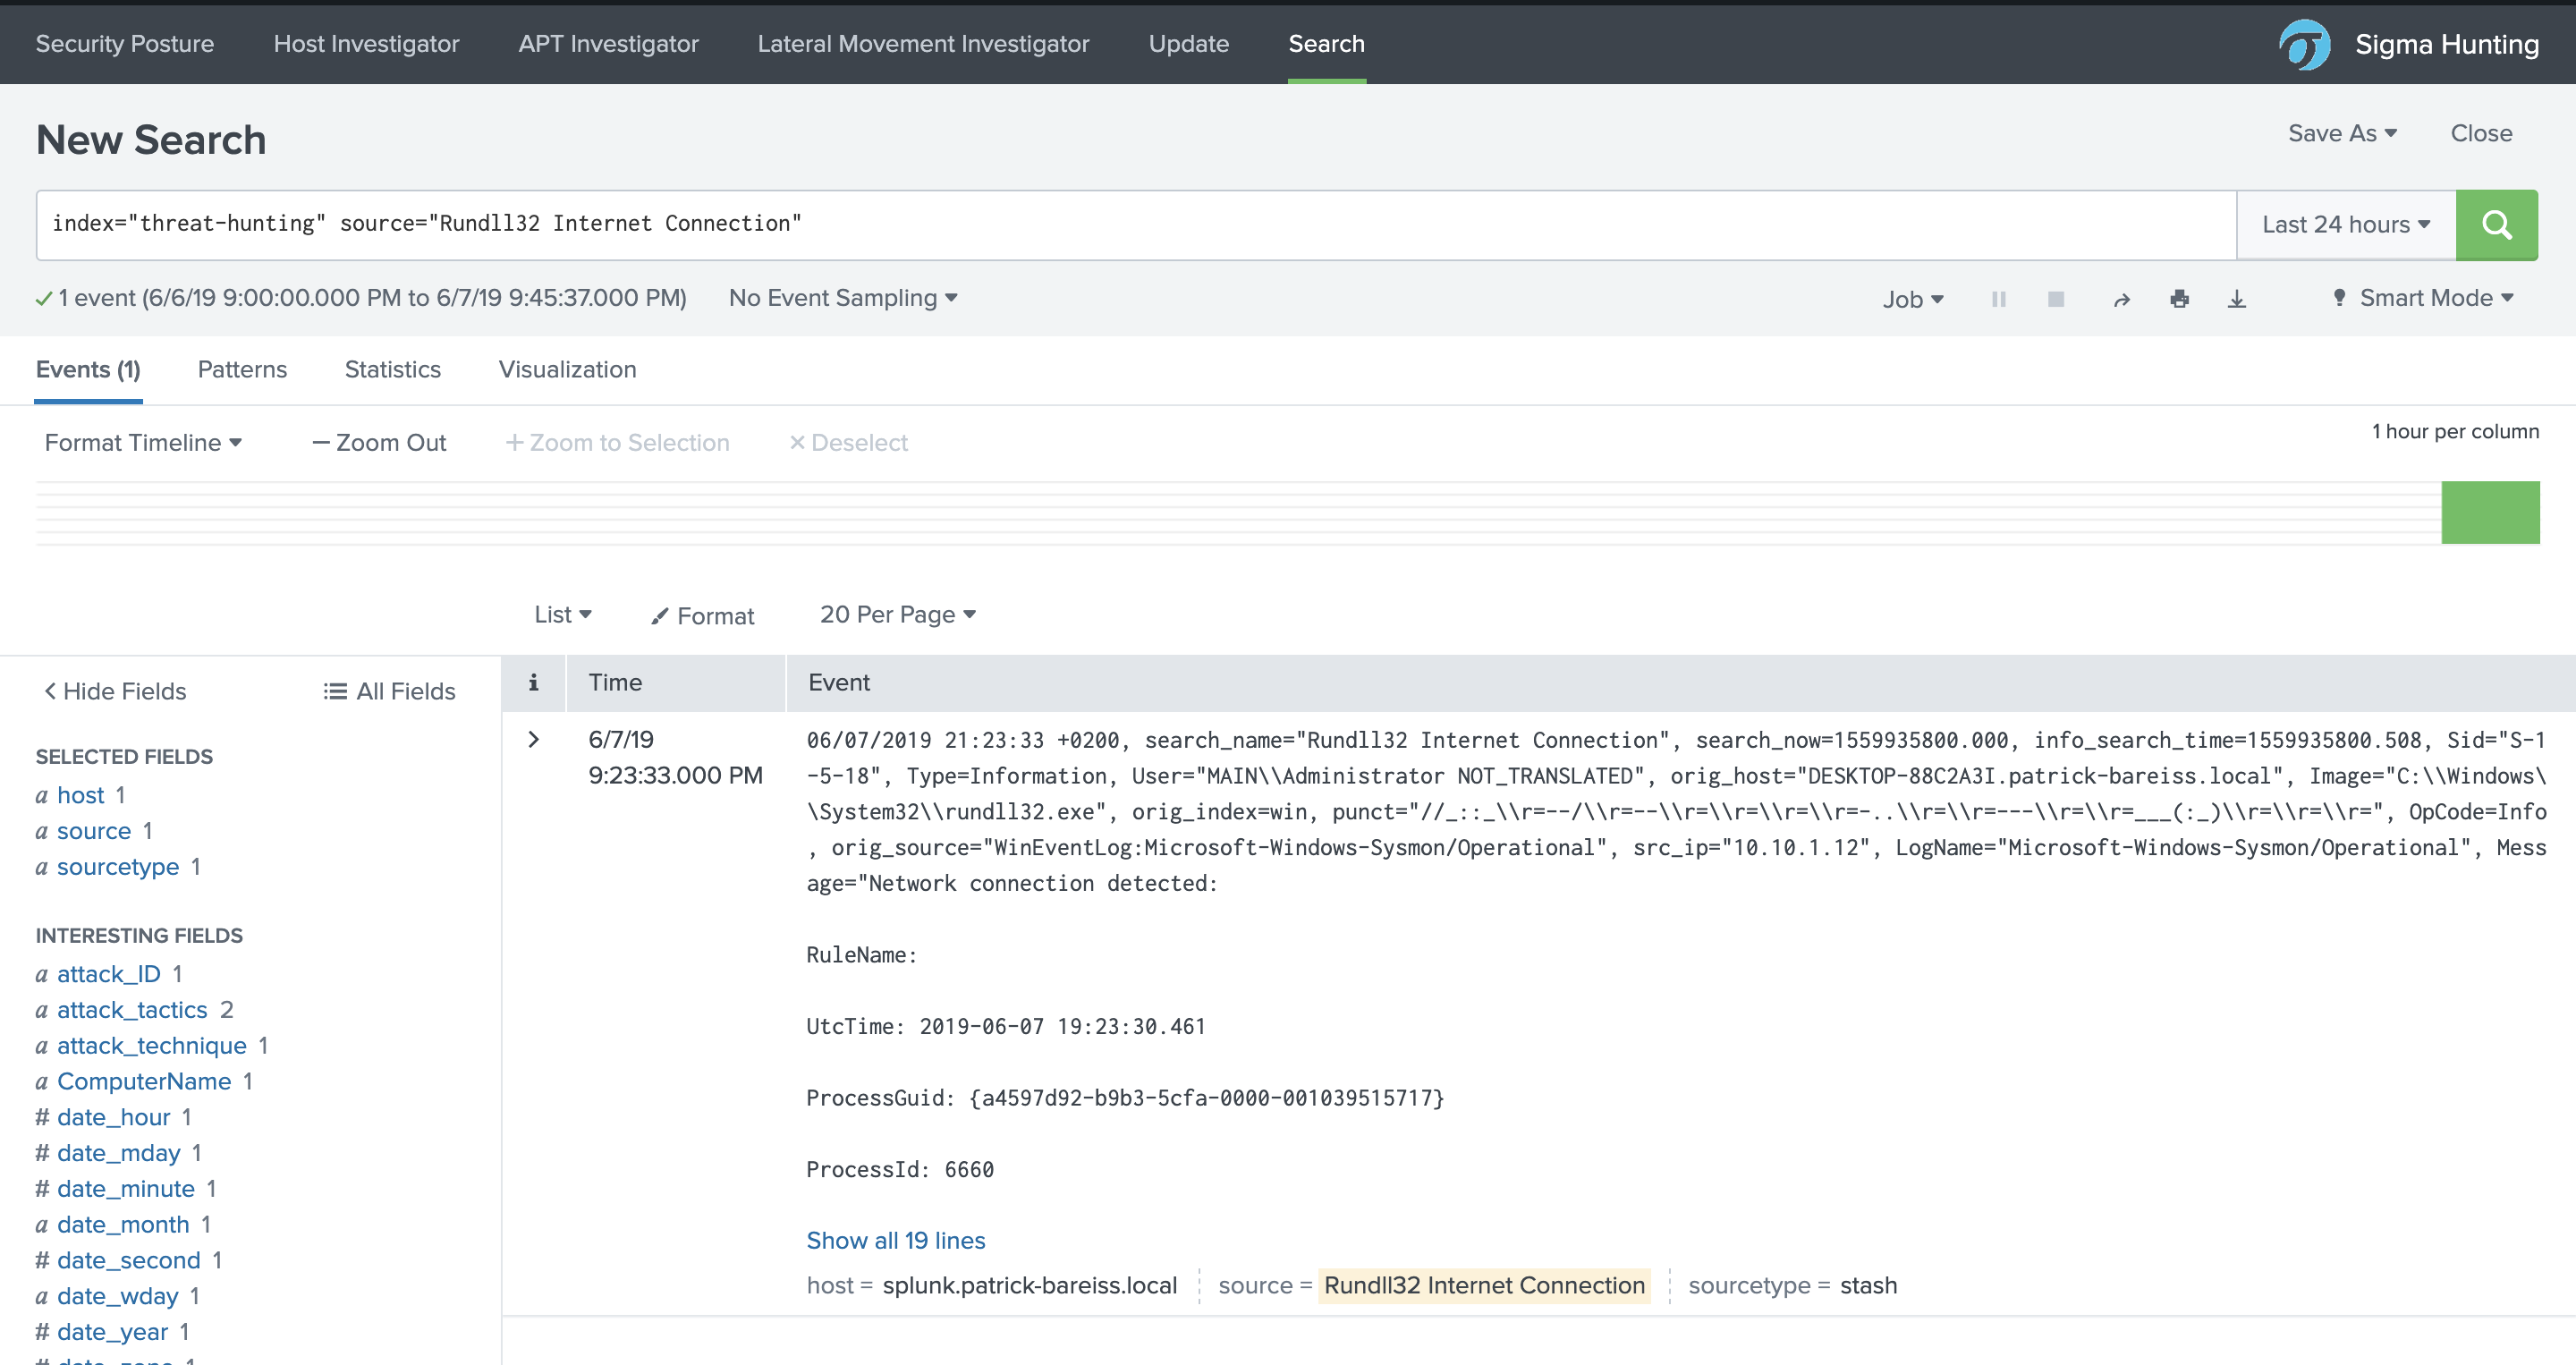 Security Posture Host Investigator APT Investigator Lateral Movement Investigator Update Search Sigma Hunting
New Search Save As Close
index="threat-hunting" source="Rundll32 Internet Connection" Last 24 hours
1 event (6/6/19 9:00:00.000 PM to 6/7/19 9:45:37.000 PM) No Event Sampling Job Smart Mode
Events (1) Patterns Statistics Visualization
Format Timeline — Zoom Out + Zoom to Selection × Deselect 1 hour per column
List Format 20 Per Page
< Hide Fields All Fields
SELECTED FIELDS
a host 1
a source 1
a sourcetype 1
INTERESTING FIELDS
a attack_ID 1
a attack_tactics 2
a attack_technique 1
a ComputerName 1
# date_hour 1
# date_mday 1
# date_minute 1
a date_month 1
# date_second 1
a date_wday 1
# date_year 1
i Time Event
> 6/7/19
9:23:33.000 PM
06/07/2019 21:23:33 +0200, search_name="Rundll32 Internet Connection", search_now=1559935800.000, info_search_time=1559935800.508, Sid="S-1
-5-18", Type=Information, User="MAIN\\Administrator NOT_TRANSLATED", orig_host="DESKTOP-88C2A3I.patrick-bareiss.local", Image="C:\\Windows\
\System32\\rundll32.exe", orig_index=win, punct="//_::_\\r=--/\\r=--\\r=\\r=\\r=\\r=-..\\r=\\r=---\\r=\\r=___(:_)\\r=\\r=\\r=", OpCode=Info
, orig_source="WinEventLog:Microsoft-Windows-Sysmon/Operational", src_ip="10.10.1.12", LogName="Microsoft-Windows-Sysmon/Operational", Mess
age="Network connection detected:
RuleName:
UtcTime: 2019-06-07 19:23:30.461
ProcessGuid: {a4597d92-b9b3-5cfa-0000-001039515717}
ProcessId: 6660
Show all 19 lines
host = splunk.patrick-bareiss.local source = Rundll32 Internet Connection sourcetype = stash